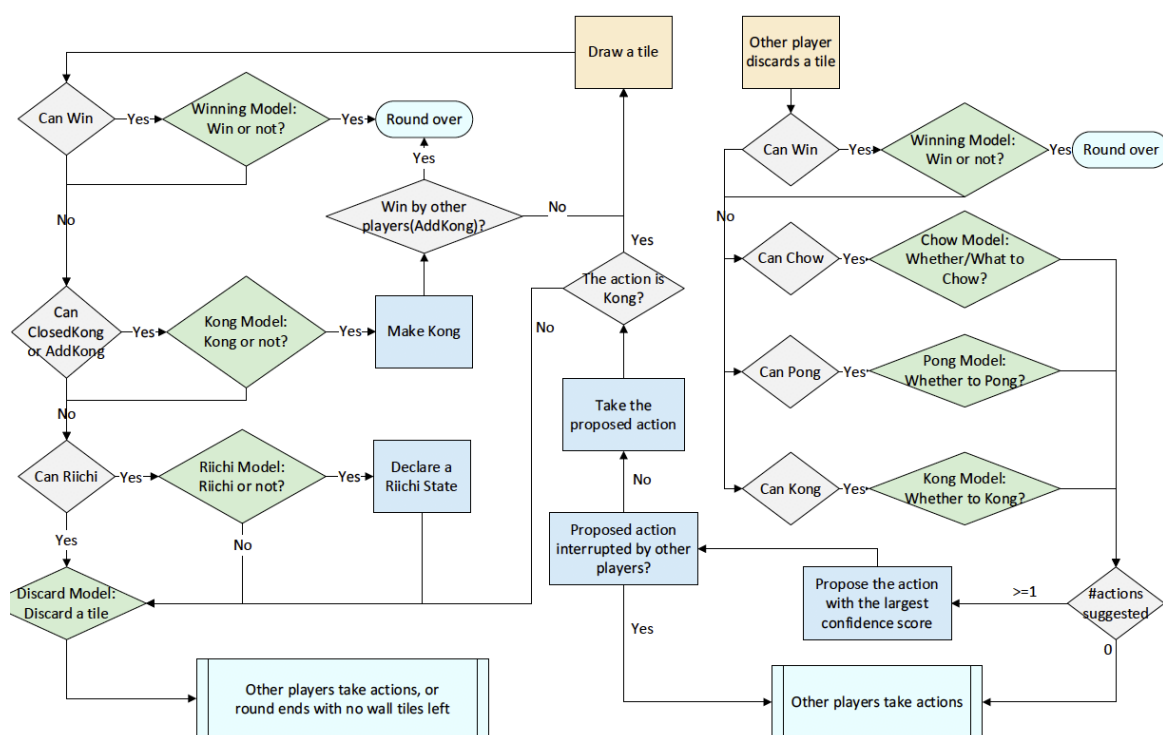 Draw a tile
Other player
discards a tile
Can Win
Yes
Winning Model:
Win or not?
Yes
Round over
Yes
Can Win
Yes
Winning Model:
Win or not?
Yes
Round over
No
Win by other
players(AddKong)?
No
No
Yes
Can Chow
Yes
Chow Model:
Whether/What to
Chow?
The action is
Kong?
No
Can
ClosedKong
or AddKong
Yes
Kong Model:
Kong or not?
Yes
Make Kong
Can Pong
Yes
Pong Model:
Whether to Pong?
No
Take the
proposed action
Can Riichi
Yes
Riichi Model:
Riichi or not?
Yes
Declare a
Riichi State
No
Can Kong
Yes
Kong Model:
Whether to Kong?
Yes
No
Proposed action
interrupted by other
players?
Discard Model:
Discard a tile
Propose the action
with the largest
confidence score
>=1
#actions
suggested
Yes
0
Other players take actions, or
round ends with no wall tiles left
Other players take actions